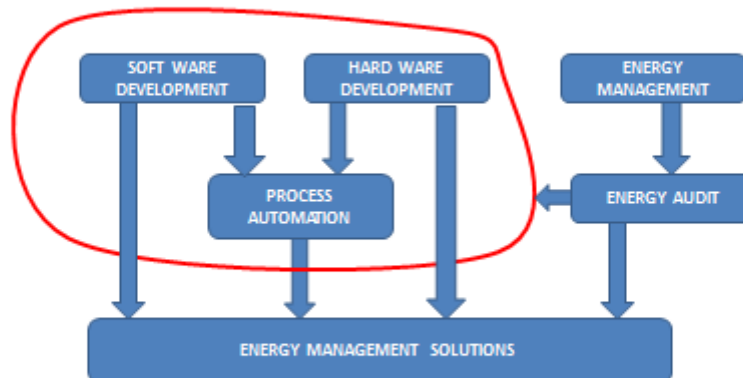 SOFT WARE
DEVELOPMENT
HARD WARE
DEVELOPMENT
ENERGY
MANAGEMENT
PROCESS
AUTOMATION
ENERGY AUDIT
ENERGY MANAGEMENT SOLUTIONS